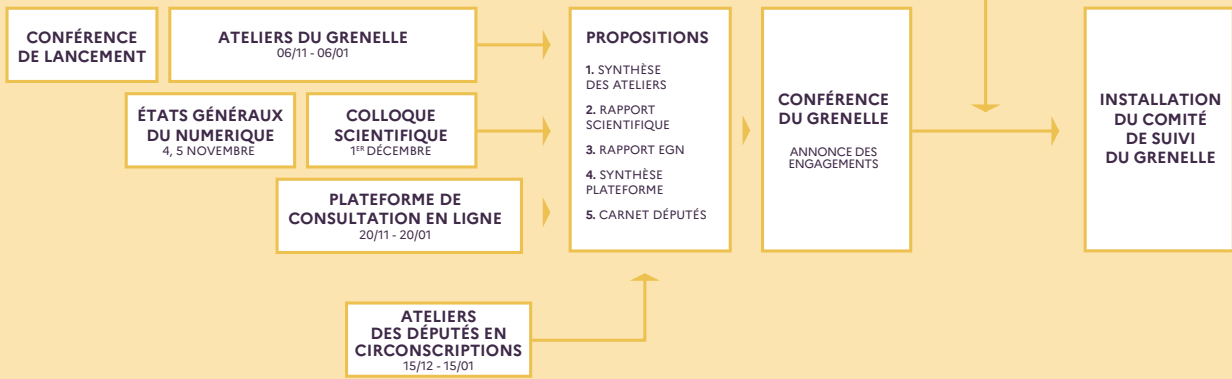 CONFÉRENCE
DE LANCEMENT
ATELIERS DU GRENELLE
06/11 - 06/01
ÉTATS GÉNÉRAUX
DU NUMERIQUE
4, 5 NOVEMBRE
COLLOQUE
SCIENTIFIQUE
1ER DÉCEMBRE
PLATEFORME DE
CONSULTATION EN LIGNE
20/11 - 20/01
ATELIERS
DES DÉPUTÉS EN
CIRCONSCRIPTIONS
15/12 - 15/01
PROPOSITIONS
1. SYNTHÈSE
DES ATELIERS
2. RAPPORT
SCIENTIFIQUE
3. RAPPORT EGN
4. SYNTHÈSE
PLATEFORME
5. CARNET DÉPUTÉS
CONFÉRENCE
DU GRENELLE
ANNONCE DES
ENGAGEMENTS
INSTALLATION
DU COMITÉ
DE SUIVI
DU GRENELLE